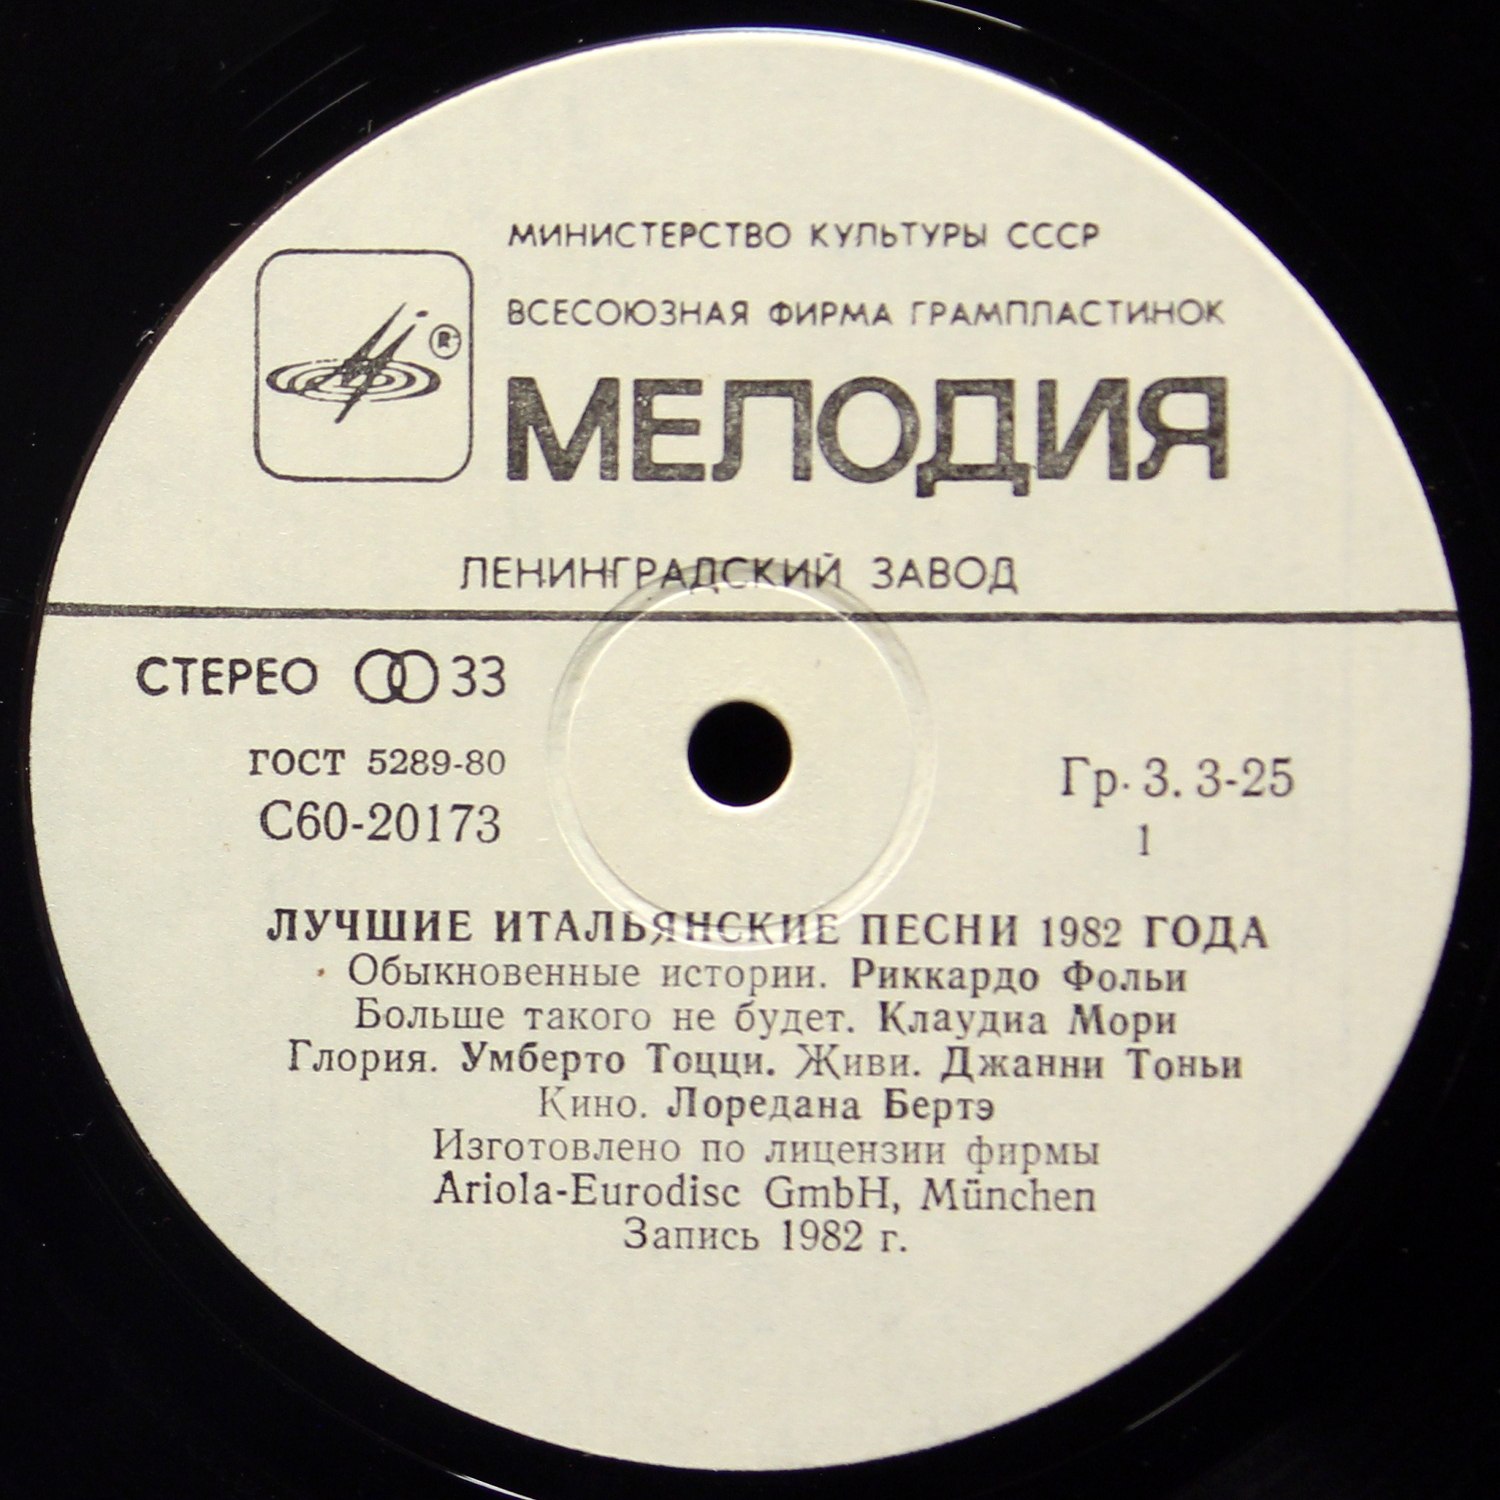 МИНИСТЕРСТВО КУЛЬТУРЫ СССР
ВСЕСОЮЗНАЯ ФИРМА ГРАМПЛАСТИНОК
®
МЕЛОДИЯ
ЛЕНИНГРАДСКИЙ ЗАВОД
СТЕРЕО 33
ГОСТ 5289-80
С60-20173
Гр. 3. 3-25
1
ЛУЧШИЕ ИТАЛЬЯНСКИЕ ПЕСНИ 1982 ГОДА
Обыкновенные истории. Риккардо Фольи
Больше такого не будет. Клаудиа Мори
Глория. Умберто Тоцци. Живи. Джанни Тоньи
Кино. Лоредана Бертэ
Изготовлено по лицензии фирмы
Ariola-Eurodisc GmbH, München
Запись 1982 г.